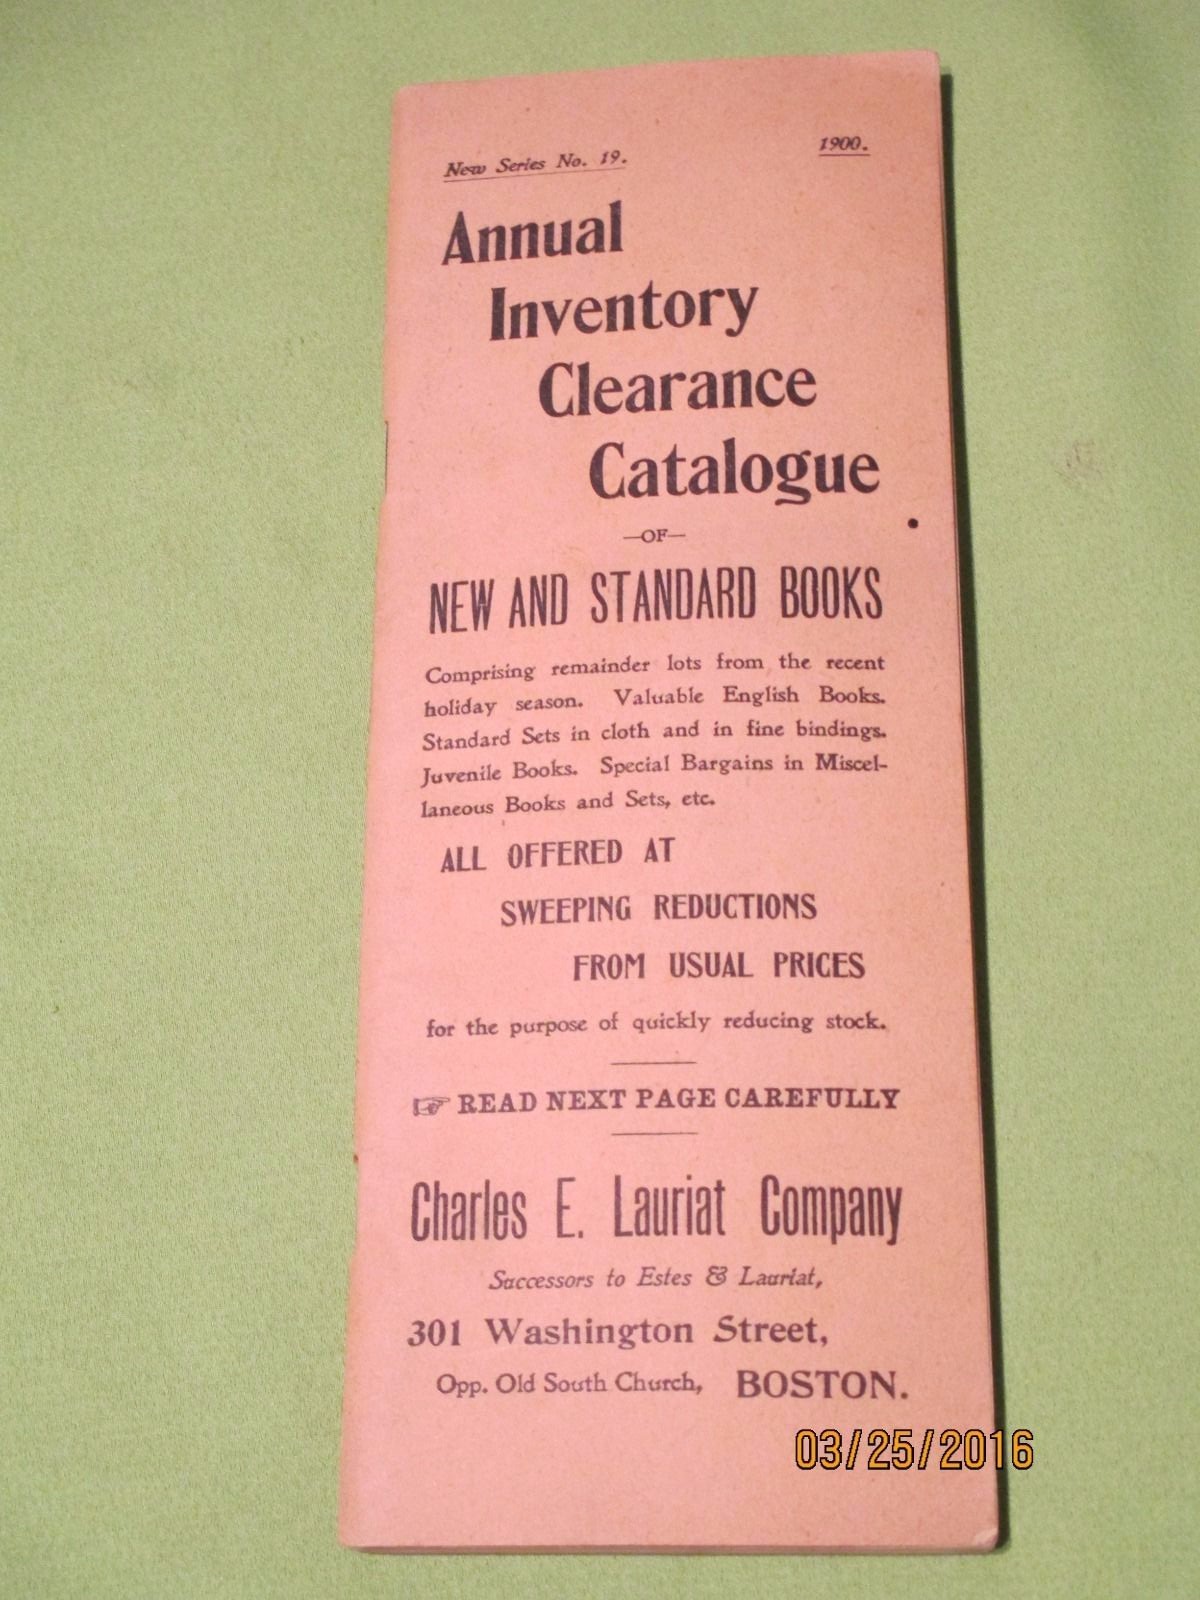 New Series No. 19.
1900.
Annual
Inventory
Clearance
Catalogue
—OF—
NEW AND STANDARD BOOKS
Comprising remainder lots from the recent
holiday season. Valuable English Books.
Standard Sets in cloth and in fine bindings.
Juvenile Books. Special Bargains in Miscel-
laneous Books and Sets, etc.
ALL OFFERED AT
SWEEPING REDUCTIONS
FROM USUAL PRICES
for the purpose of quickly reducing stock.
☞ READ NEXT PAGE CAREFULLY
Charles E. Lauriat Company
Successors to Estes & Lauriat,
301 Washington Street,
Opp. Old South Church, BOSTON.
03/25/2016